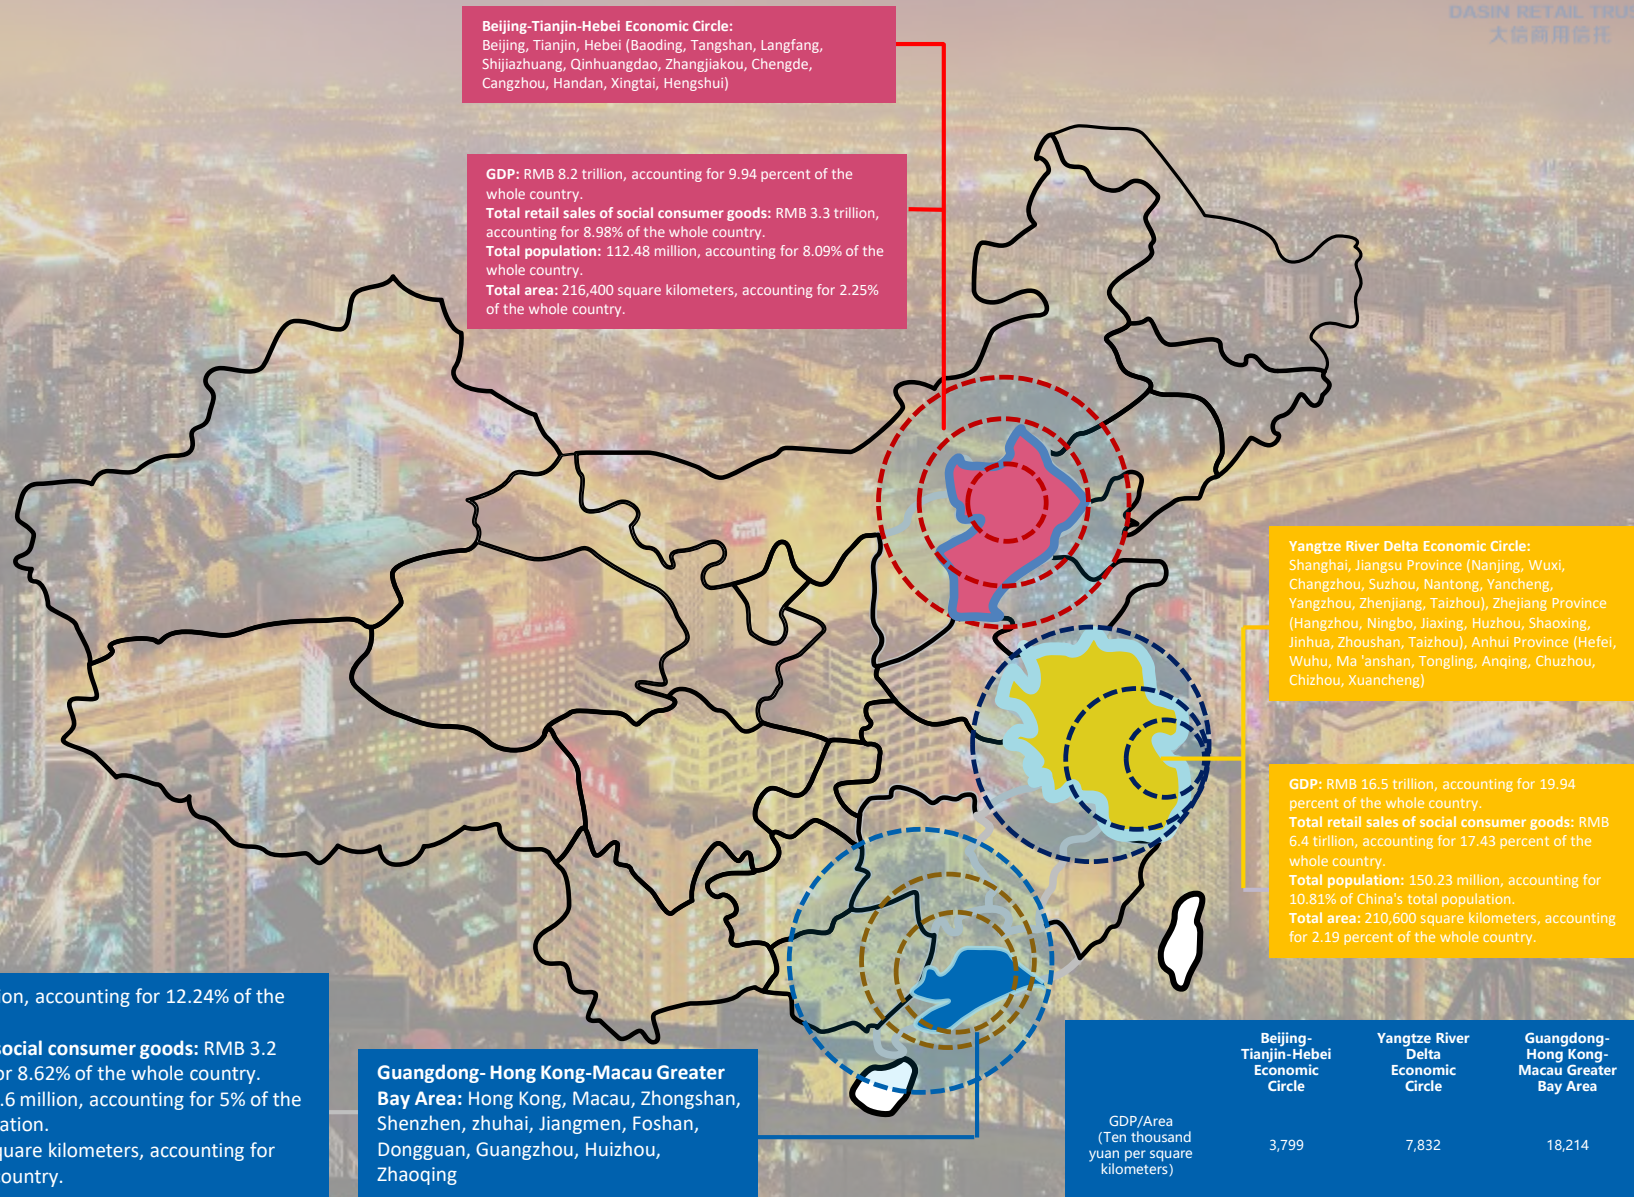 DASIN RETAIL TRUS
大信商用信托
Beijing-Tianjin-Hebei Economic Circle:
Beijing, Tianjin, Hebei (Baoding, Tangshan, Langfang,
Shijiazhuang, Qinhuangdao, Zhangjiakou, Chengde,
Cangzhou, Handan, Xingtai, Hengshui)
GDP: RMB 8.2 trillion, accounting for 9.94 percent of the
whole country.
Total retail sales of social consumer goods: RMB 3.3 trillion,
accounting for 8.98% of the whole country.
Total population: 112.48 million, accounting for 8.09% of the
whole country.
Total area: 216,400 square kilometers, accounting for 2.25%
of the whole country.
Yangtze River Delta Economic Circle:
Shanghai, Jiangsu Province (Nanjing, Wuxi,
Changzhou, Suzhou, Nantong, Yancheng,
Yangzhou, Zhenjiang, Taizhou), Zhejiang Province
(Hangzhou, Ningbo, Jiaxing, Huzhou, Shaoxing,
Jinhua, Zhoushan, Taizhou), Anhui Province (Hefei,
Wuhu, Ma 'anshan, Tongling, Anqing, Chuzhou,
Chizhou, Xuancheng)
GDP: RMB 16.5 trillion, accounting for 19.94
percent of the whole country.
Total retail sales of social consumer goods: RMB
6.4 tirllion, accounting for 17.43 percent of the
whole country.
Total population: 150.23 million, accounting for
10.81% of China's total population.
Total area: 210,600 square kilometers, accounting
for 2.19 percent of the whole country.
ion, accounting for 12.24% of the
social consumer goods: RMB 3.2
or 8.62% of the whole country.
.6 million, accounting for 5% of the
ation.
quare kilometers, accounting for
ountry.
Guangdong- Hong Kong-Macau Greater
Bay Area: Hong Kong, Macau, Zhongshan,
Shenzhen, zhuhai, Jiangmen, Foshan,
Dongguan, Guangzhou, Huizhou,
Zhaoqing
Beijing-
Tianjin-Hebei
Economic
Circle
Yangtze River
Delta
Economic
Circle
Guangdong-
Hong Kong-
Macau Greater
Bay Area
GDP/Area
(Ten thousand
yuan per square
kilometers)
3,799
7,832
18,214